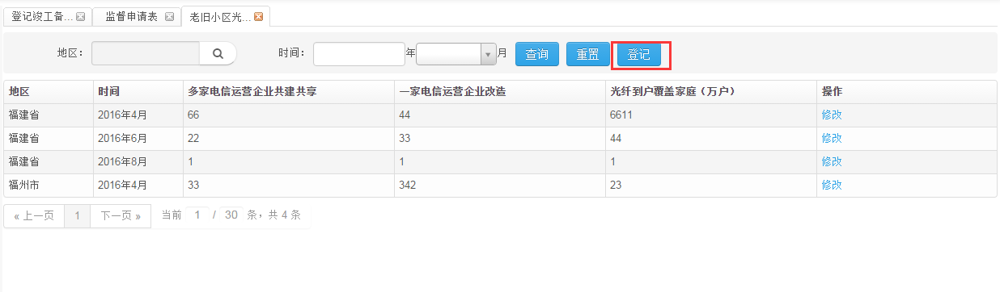 登记竣工备... 监督申请表 老旧小区光...
地区： 时间： 年 月 查询 重置 登记
地区 时间 多家电信运营企业共建共享 一家电信运营企业改造 光纤到户覆盖家庭（万户） 操作
福建省 2016年4月 66 44 6611 修改
福建省 2016年6月 22 33 44 修改
福建省 2016年8月 1 1 1 修改
福州市 2016年4月 33 342 23 修改
« 上一页 1 下一页 » 当前 1 / 30 条，共 4 条